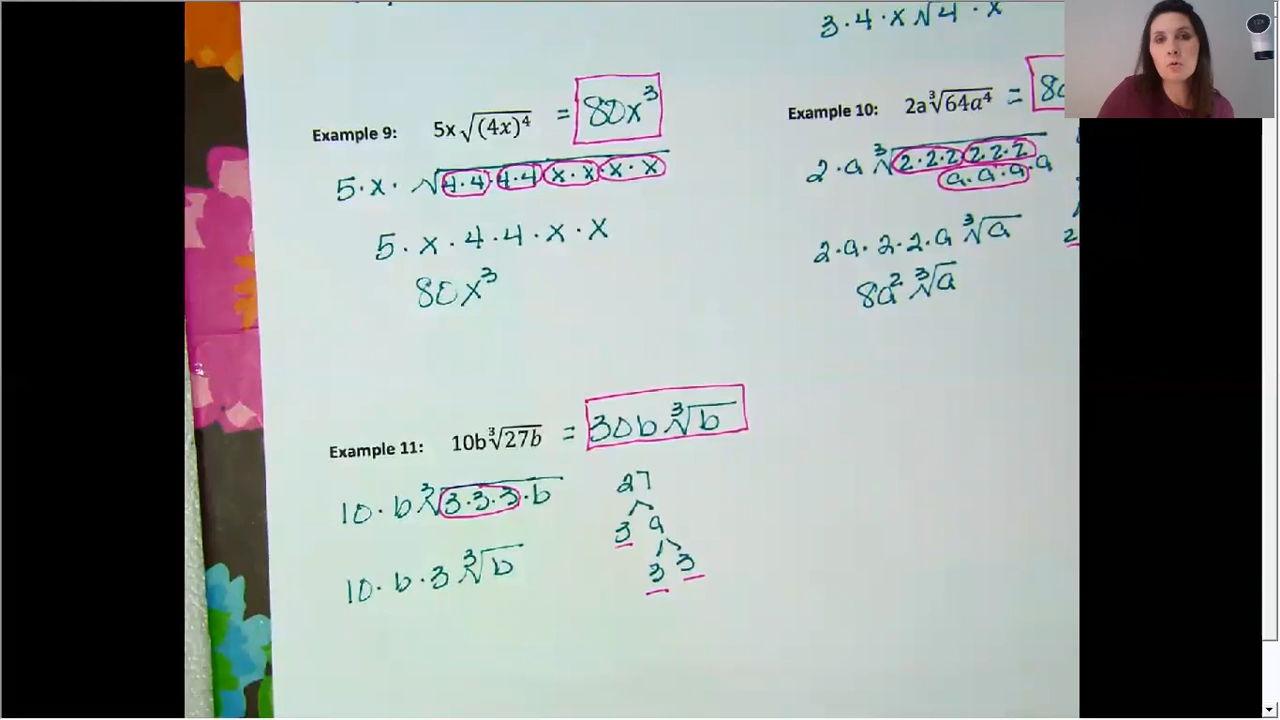 3·4·x√4·x
Example 9: 5x√(4x)⁴ = 80x³
5·x·√4·4·4·4·x·x·x·x
5·x·4·4·x·x
80x³
Example 10: 2a∛64a⁴ = 8a
2·a∛2·2·2·2·2·2·a·a·a·a
2·a·2·2·a∛a
8a²∛a
2
Example 11: 10b∛27b = 30b∛b
10·b∛3·3·3·b
10·b·3∛b
27
3 9
3 3